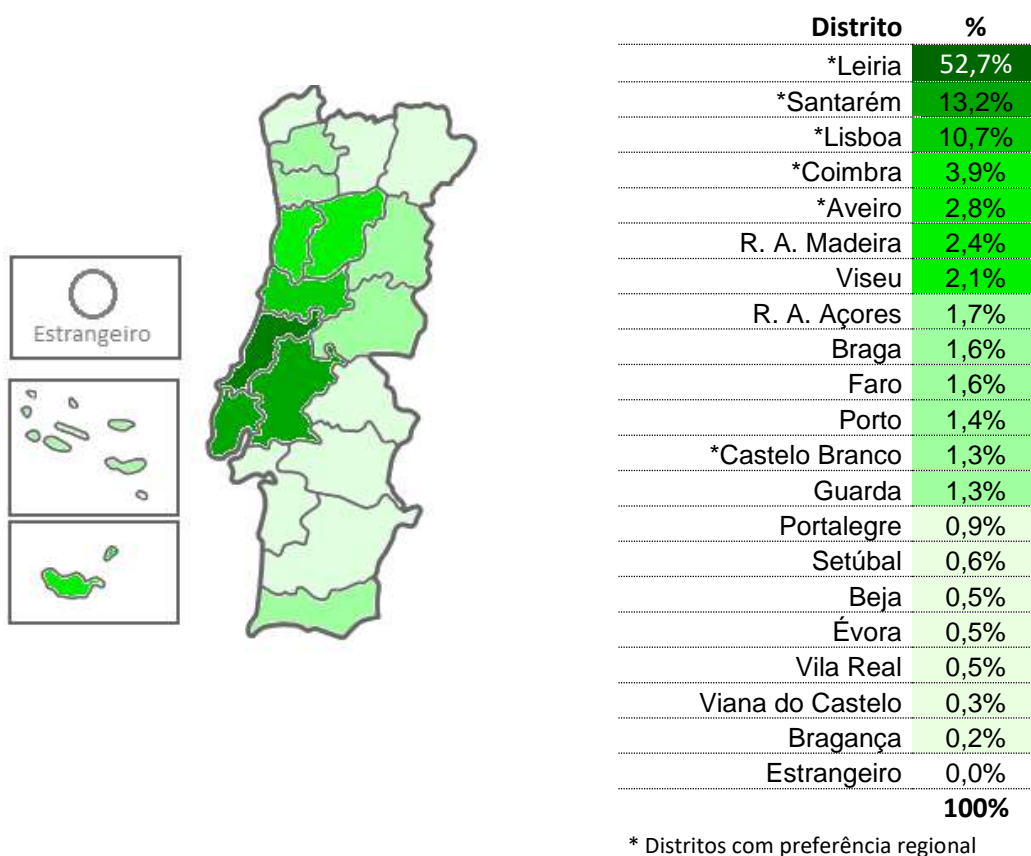 Distrito %
*Leiria 52,7%
*Santarém 13,2%
*Lisboa 10,7%
*Coimbra 3,9%
*Aveiro 2,8%
R. A. Madeira 2,4%
Viseu 2,1%
R. A. Açores 1,7%
Braga 1,6%
Faro 1,6%
Porto 1,4%
*Castelo Branco 1,3%
Guarda 1,3%
Portalegre 0,9%
Setúbal 0,6%
Beja 0,5%
Évora 0,5%
Vila Real 0,5%
Viana do Castelo 0,3%
Bragança 0,2%
Estrangeiro 0,0%
100%
* Distritos com preferência regional
Estrangeiro